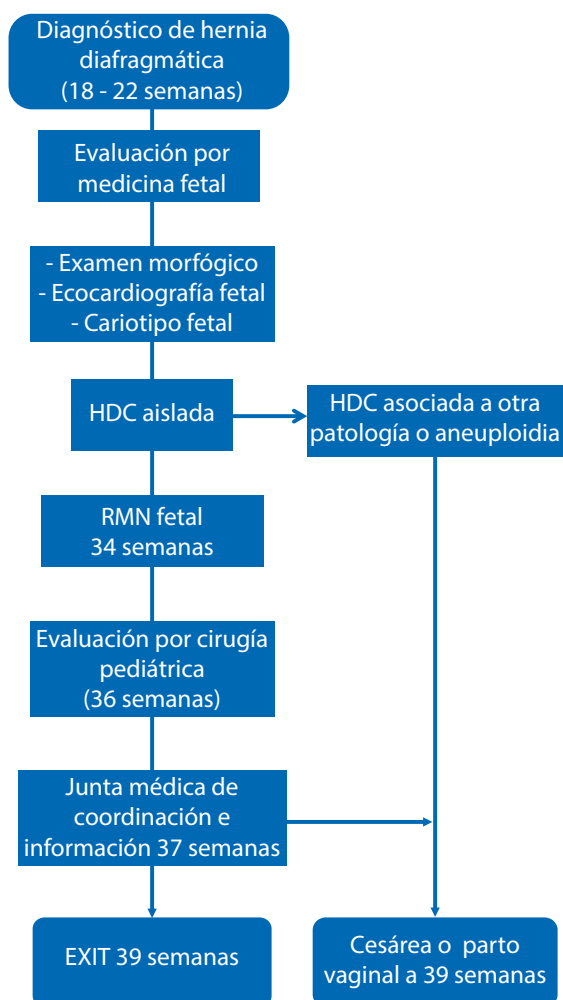 Diagnóstico de hernia
diafragmática
(18 - 22 semanas)
Evaluación por
medicina fetal
- Examen morfógico
- Ecocardiografía fetal
- Cariotipo fetal
HDC aislada
HDC asociada a otra
patología o aneuploidia
RMN fetal
34 semanas
Evaluación por cirugía
pediátrica
(36 semanas)
Junta médica de
coordinación e
información 37 semanas
EXIT 39 semanas
Cesárea o parto
vaginal a 39 semanas